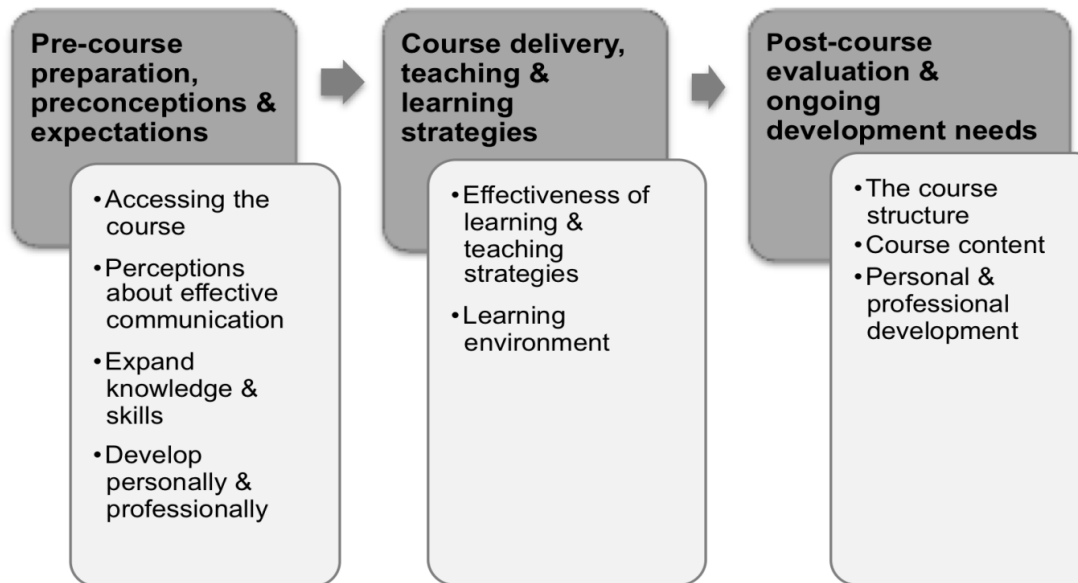 Pre-course
preparation,
preconceptions &
expectations
•Accessing the
course
•Perceptions
about effective
communication
•Expand
knowledge &
skills
•Develop
personally &
professionally
Course delivery,
teaching &
learning
strategies
•Effectiveness of
learning &
teaching
strategies
•Learning
environment
Post-course
evaluation &
ongoing
development needs
•The course
structure
•Course content
•Personal &
professional
development